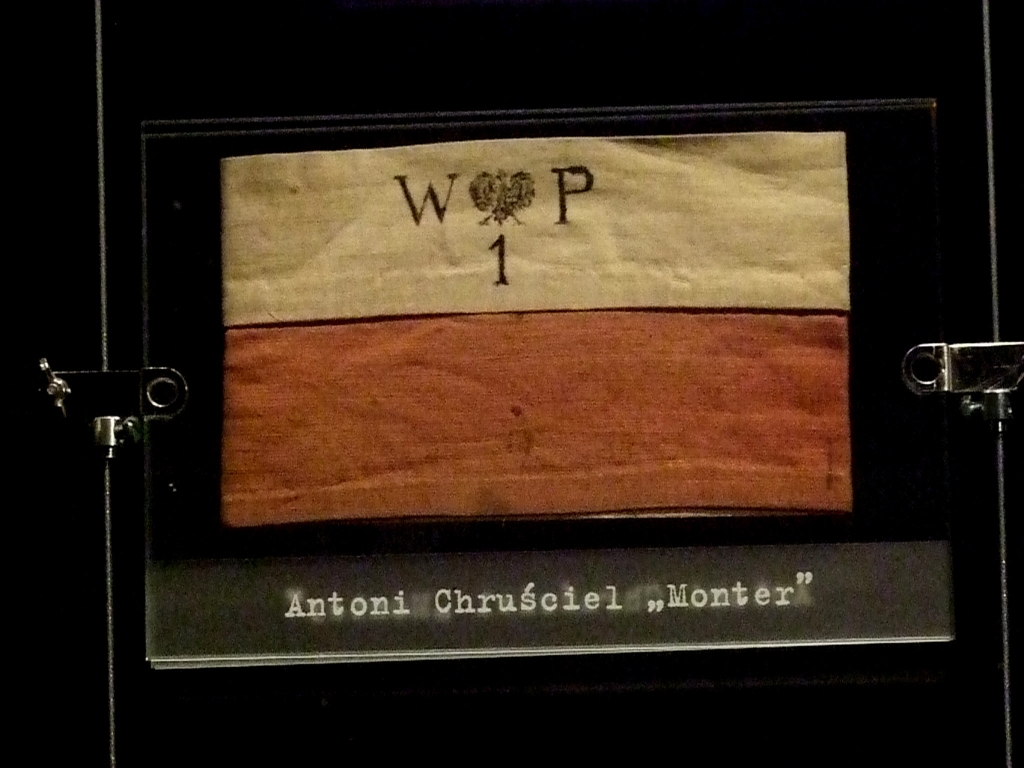 W P
1
Antoni Chruściel „Monter”